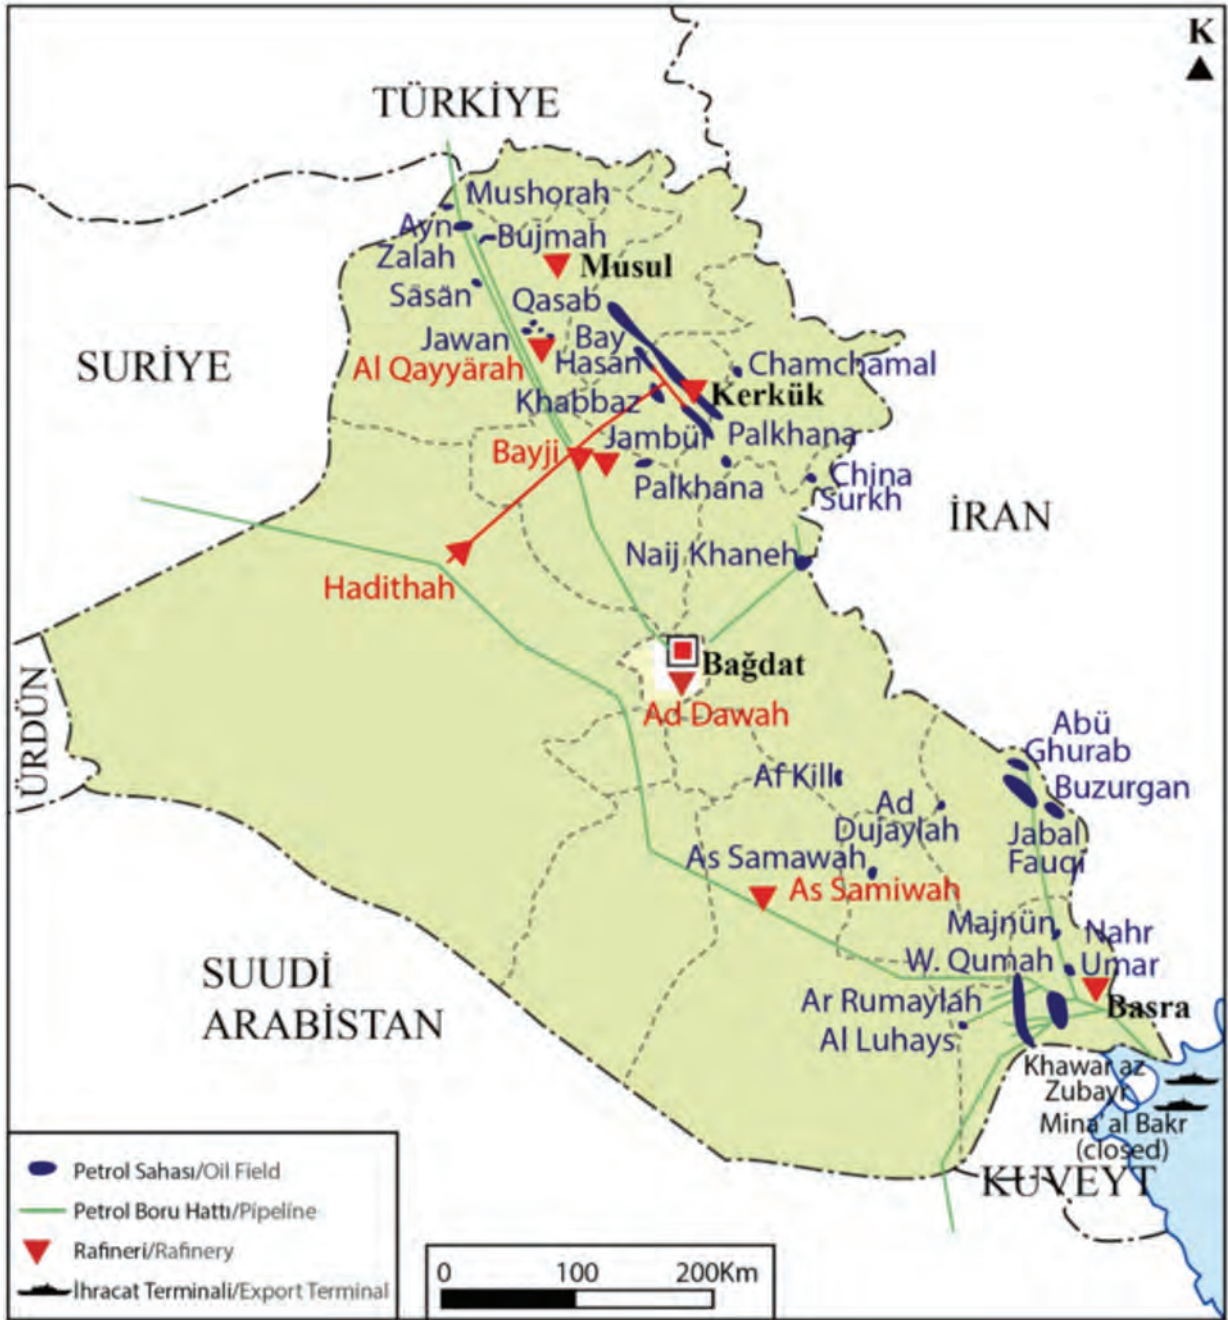 K
TÜRKİYE
Mushorah
Ayn
Zalah
Bujmah
Musul
Sāsän
Qasab
Jawan
Bay
Hasan
Al Qayyärah
Chamchamal
SURİYE
Khabbaz
Kerkük
Jambür
Palkhana
Bayji
Palkhana
China
Surkh
İRAN
Naij Khaneh
Hadithah
Bağdat
Ad Dawah
ÜRDÜN
Abü
Ghurab
Af Kill
Buzurgan
Ad
Dujaylah
Jabal
Fauqi
As Samawah
As Samiwah
Majnün
Nahr
Umar
W. Qumah
SUUDİ
ARABİSTAN
Ar Rumaylah
Basra
Al Luhays
Khawar az
Zubayr
Mina' al Bakr
(closed)
KUVEYT
Petrol Sahası/Oil Field
Petrol Boru Hattı/Pipeline
Rafineri/Rafinery
İhracat Terminali/Export Terminal
0 100 200Km